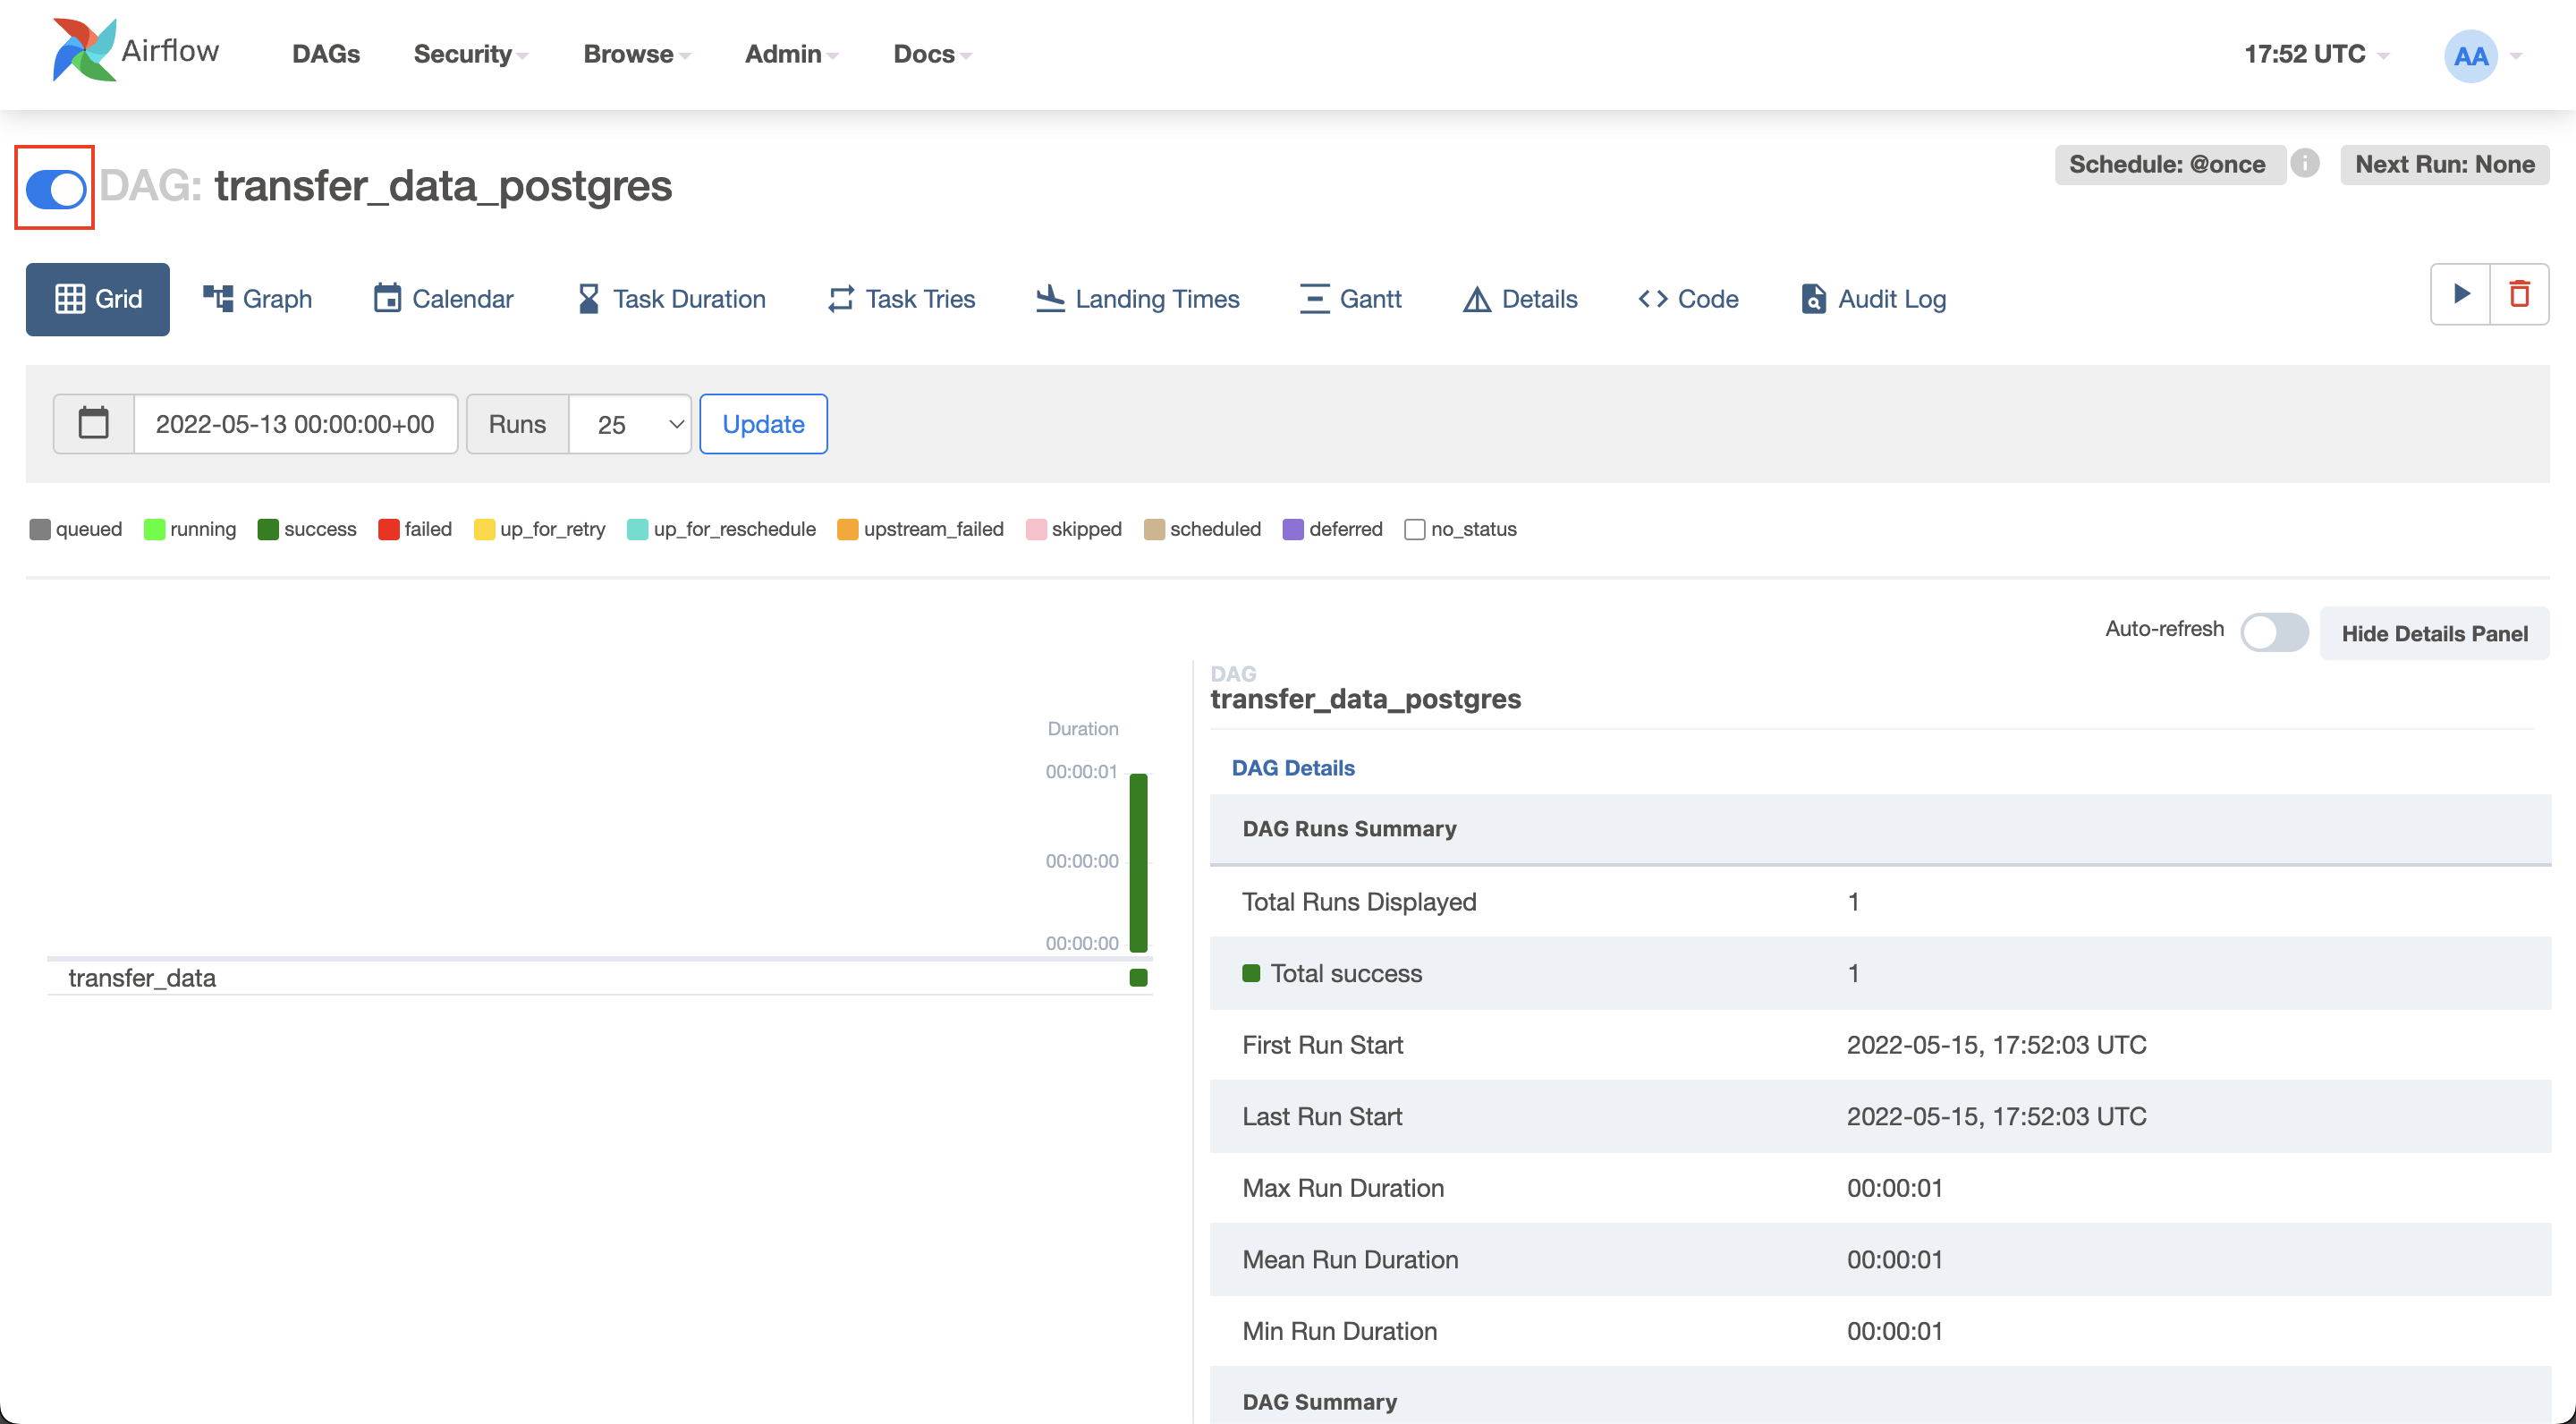 Airflow DAGs Security Browse Admin Docs 17:52 UTC AA
DAG: transfer_data_postgres Schedule: @once i Next Run: None
Grid Graph Calendar Task Duration Task Tries Landing Times Gantt Details Code Audit Log
2022-05-13 00:00:00+00 Runs 25 Update
queued running success failed up_for_retry up_for_reschedule upstream_failed skipped scheduled deferred no_status
Auto-refresh Hide Details Panel
DAG
transfer_data_postgres
Duration
00:00:01
00:00:00
00:00:00
transfer_data
DAG Details
DAG Runs Summary
Total Runs Displayed 1
Total success 1
First Run Start 2022-05-15, 17:52:03 UTC
Last Run Start 2022-05-15, 17:52:03 UTC
Max Run Duration 00:00:01
Mean Run Duration 00:00:01
Min Run Duration 00:00:01
DAG Summary